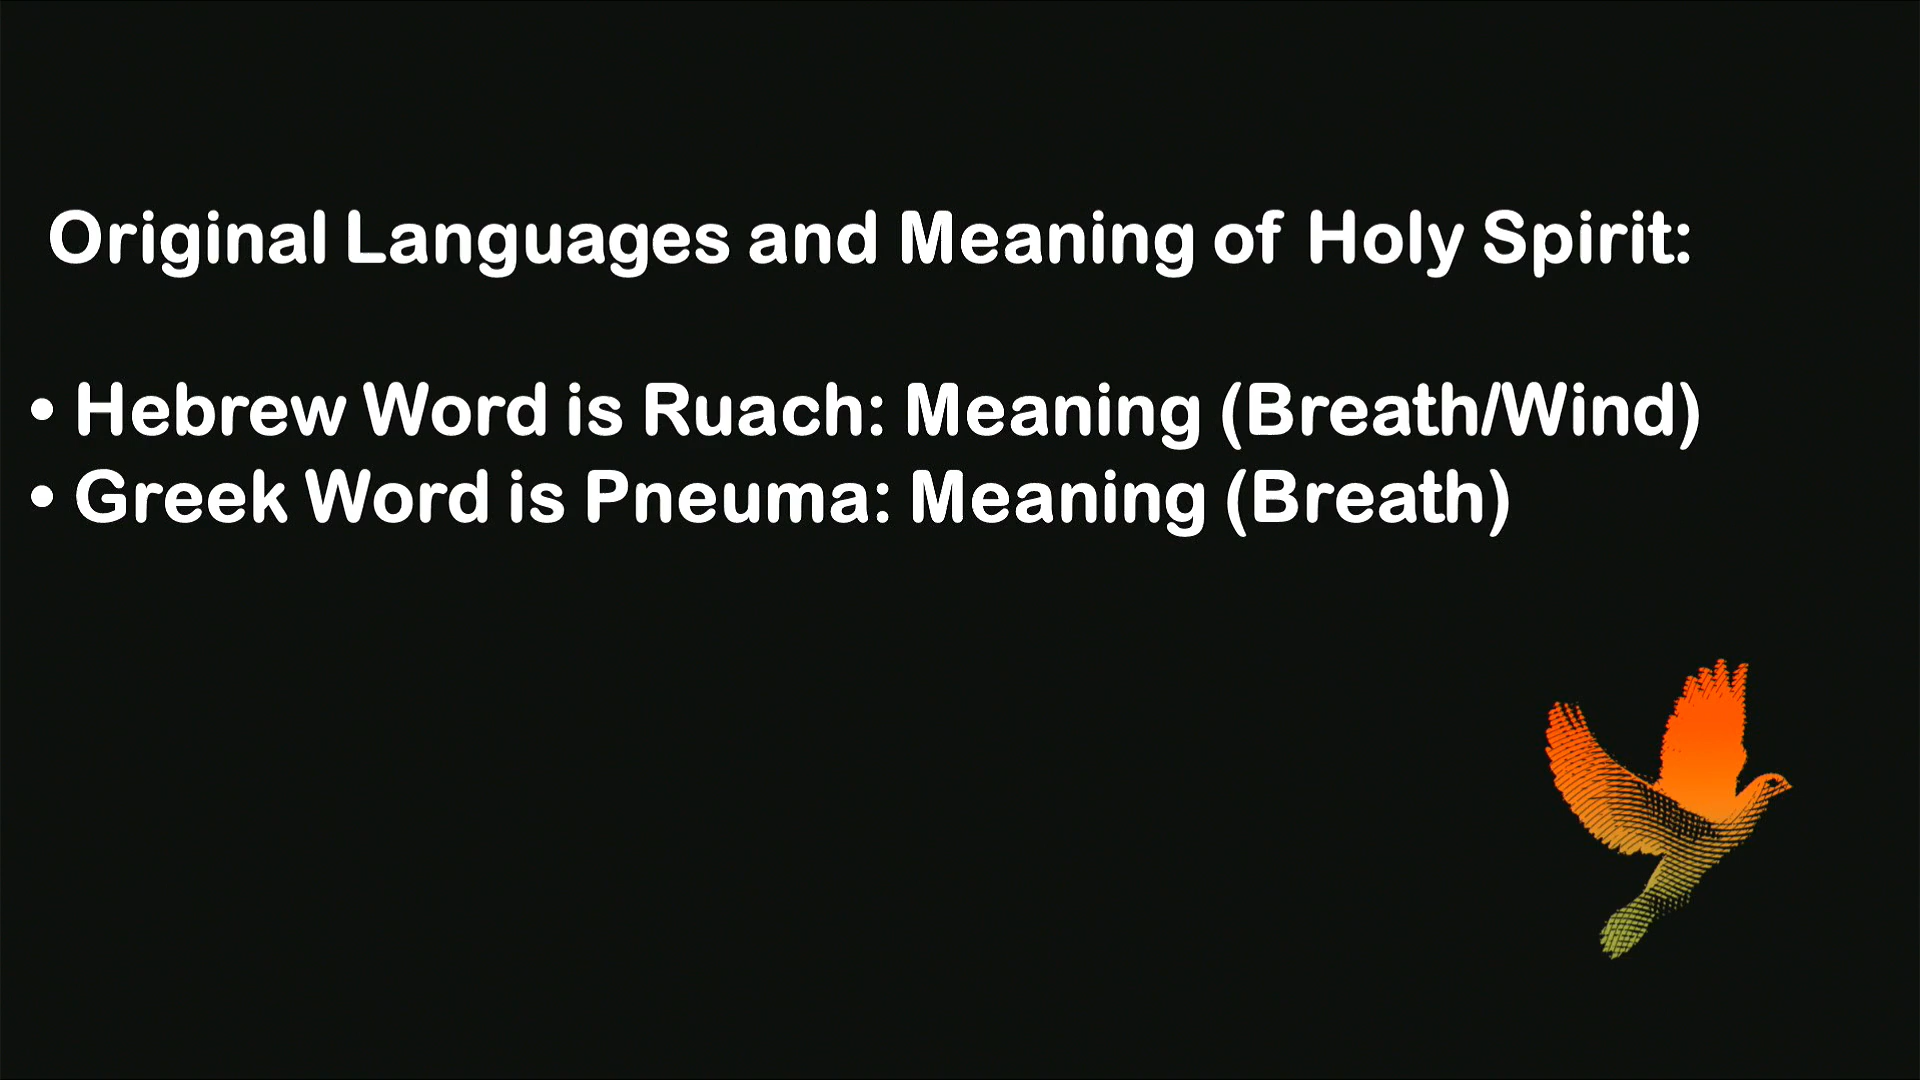 Original Languages and Meaning of Holy Spirit:
• Hebrew Word is Ruach: Meaning (Breath/Wind)
• Greek Word is Pneuma: Meaning (Breath)